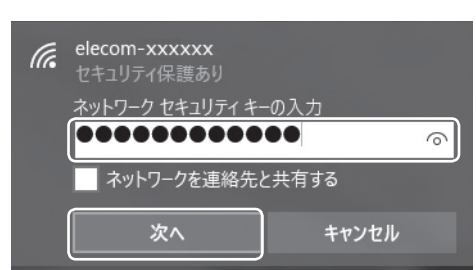 elecom-xxxxxx
セキュリティ保護あり
ネットワーク セキュリティ キーの入力
●●●●●●●●●●●●●
ネットワークを連絡先と共有する
次へ
キャンセル